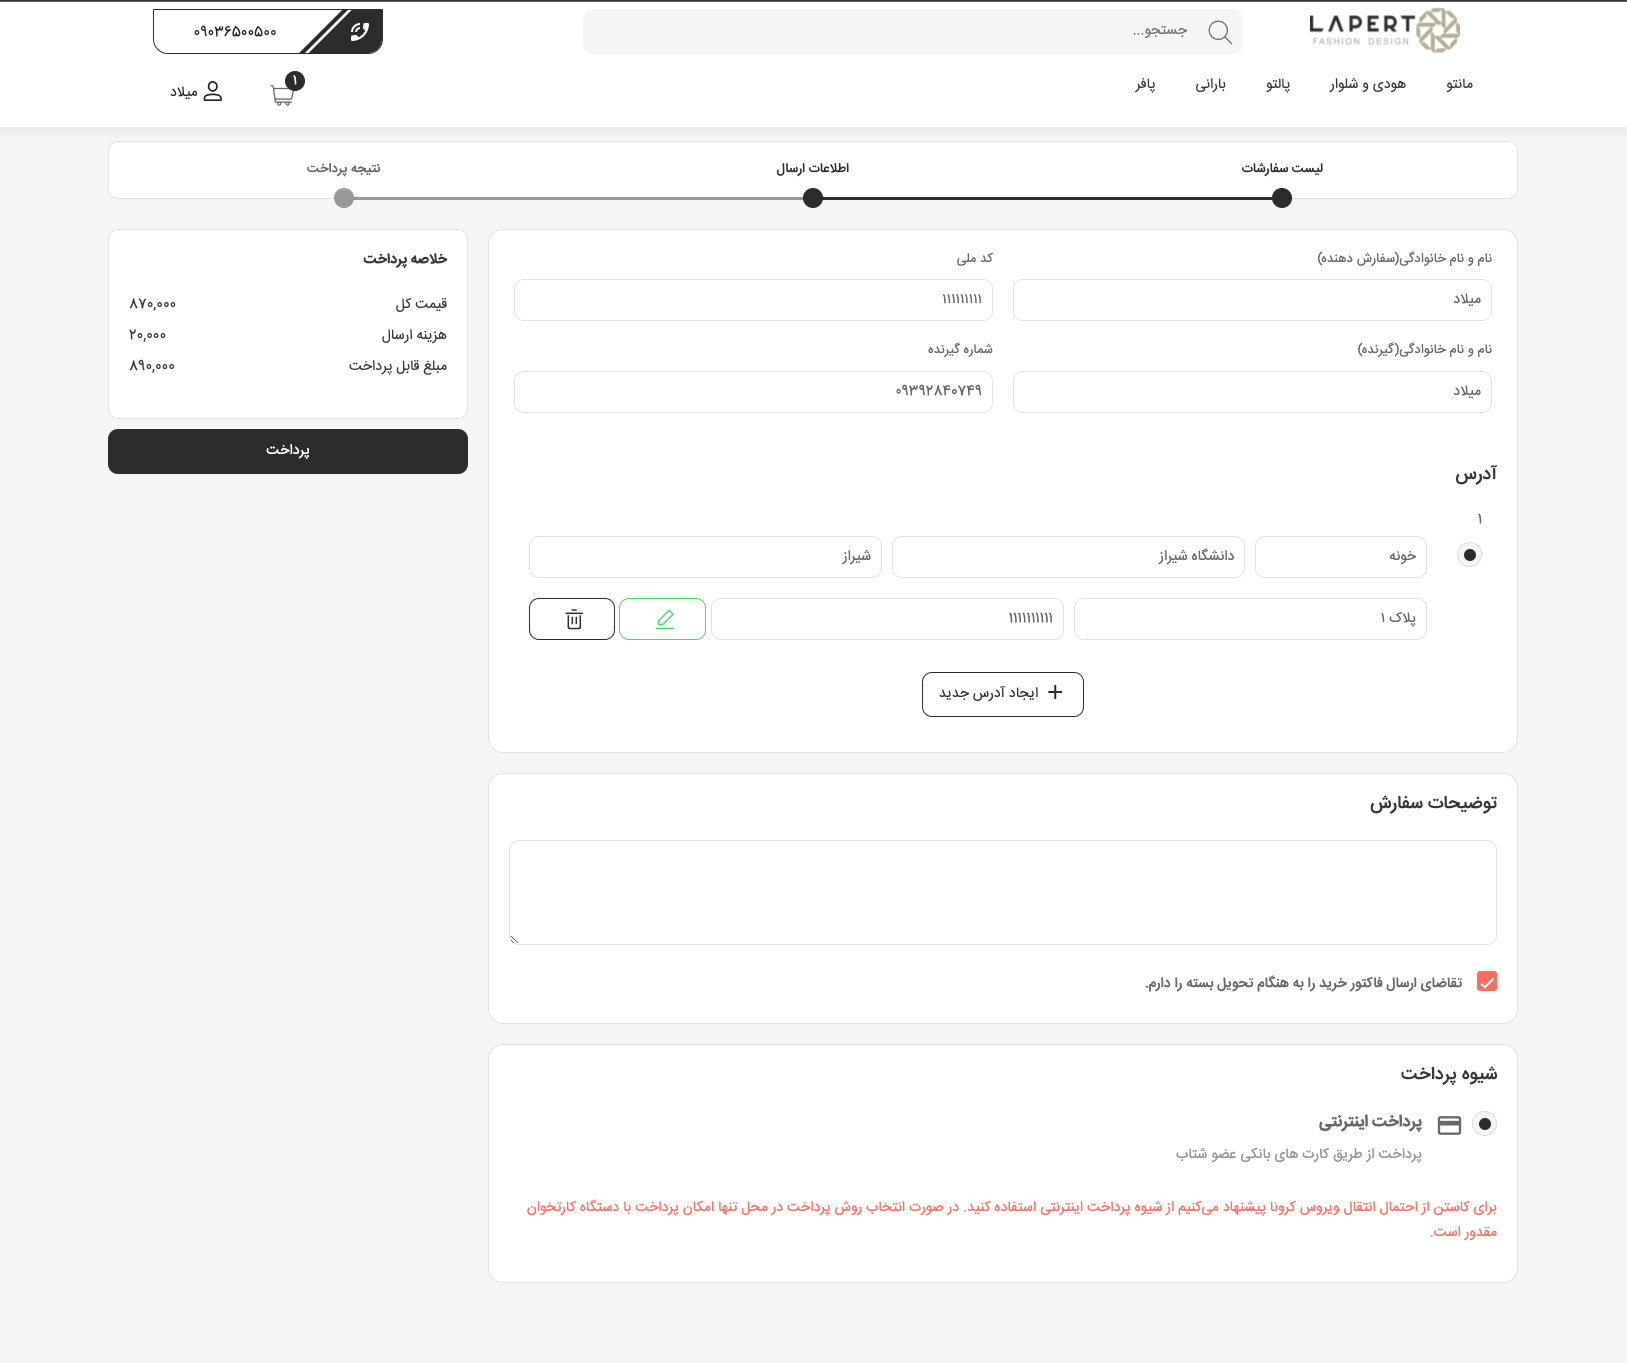 LAPERT
FASHION DESIGN
جستجو...
۰۹۰۳۶۵۰۰۵۰۰
مانتو
هودی و شلوار
پالتو
بارانی
پافر
۱
میلاد
لیست سفارشات
اطلاعات ارسال
نتیجه پرداخت
نام و نام خانوادگی(سفارش دهنده)
کد ملی
میلاد
۱۱۱۱۱۱۱۱۱
نام و نام خانوادگی(گیرنده)
شماره گیرنده
میلاد
۰۹۳۹۲۸۴۰۷۴۹
آدرس
۱
خونه
دانشگاه شیراز
شیراز
پلاک ۱
۱۱۱۱۱۱۱۱۱۱
ایجاد آدرس جدید
توضیحات سفارش
تقاضای ارسال فاکتور خرید را به هنگام تحویل بسته را دارم.
شیوه پرداخت
پرداخت اینترنتی
پرداخت از طریق کارت های بانکی عضو شتاب
برای کاستن از احتمال انتقال ویروس کرونا پیشنهاد می‌کنیم از شیوه پرداخت اینترنتی استفاده کنید. در صورت انتخاب روش پرداخت در محل تنها امکان پرداخت با دستگاه کارتخوان
مقدور است.
خلاصه پرداخت
قیمت کل ۸۷۰,۰۰۰
هزینه ارسال ۲۰,۰۰۰
مبلغ قابل پرداخت ۸۹۰,۰۰۰
پرداخت